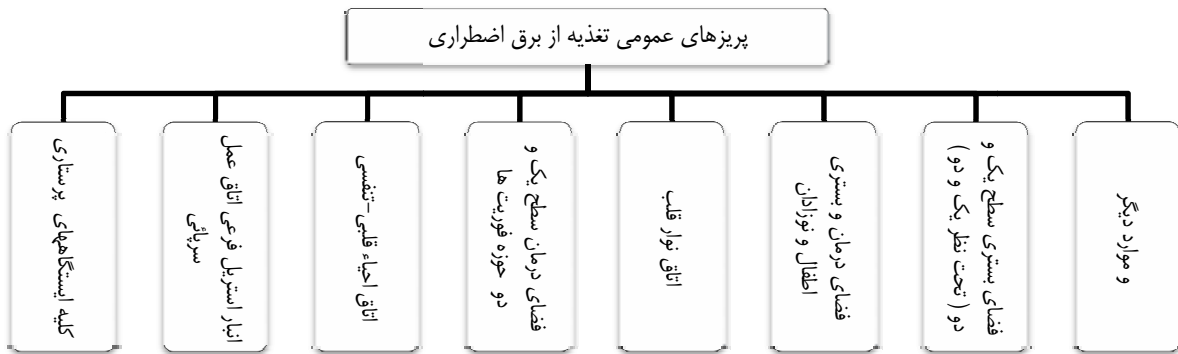 پریزهای عمومی تغذیه از برق اضطراری
و موارد دیگر
فضای بستری سطح یک و
دو ( تحت نظر یک و دو )
فضای درمان و بستری
اطفال و نوزادان
اتاق نوار قلب
فضای درمان سطح یک و
دو حوزه فوریت ها
اتاق احیاء قلبی -تنفسی
انبار استریل فرعی اتاق عمل
سرپائی
کلیه ایستگاههای پرستاری